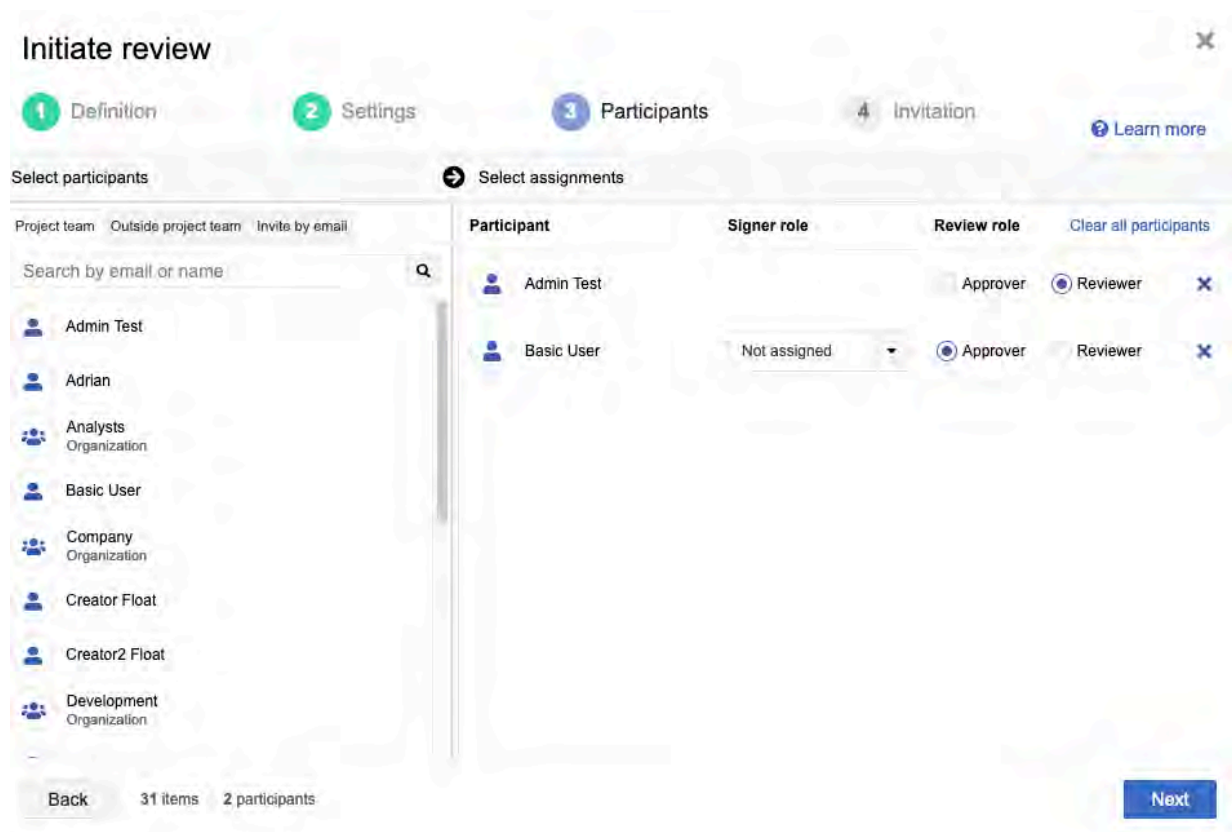 Initiate review
1 Definition 2 Settings 3 Participants 4 Invitation
Learn more
Select participants
Select assignments
Project team Outside project team Invite by email
Search by email or name
Admin Test
Adrian
Analysts
Organization
Basic User
Company
Organization
Creator Float
Creator2 Float
Development
Organization
Participant Signer role Review role Clear all participants
Admin Test Approver Reviewer
Basic User Not assigned Approver Reviewer
Back 31 items 2 participants Next